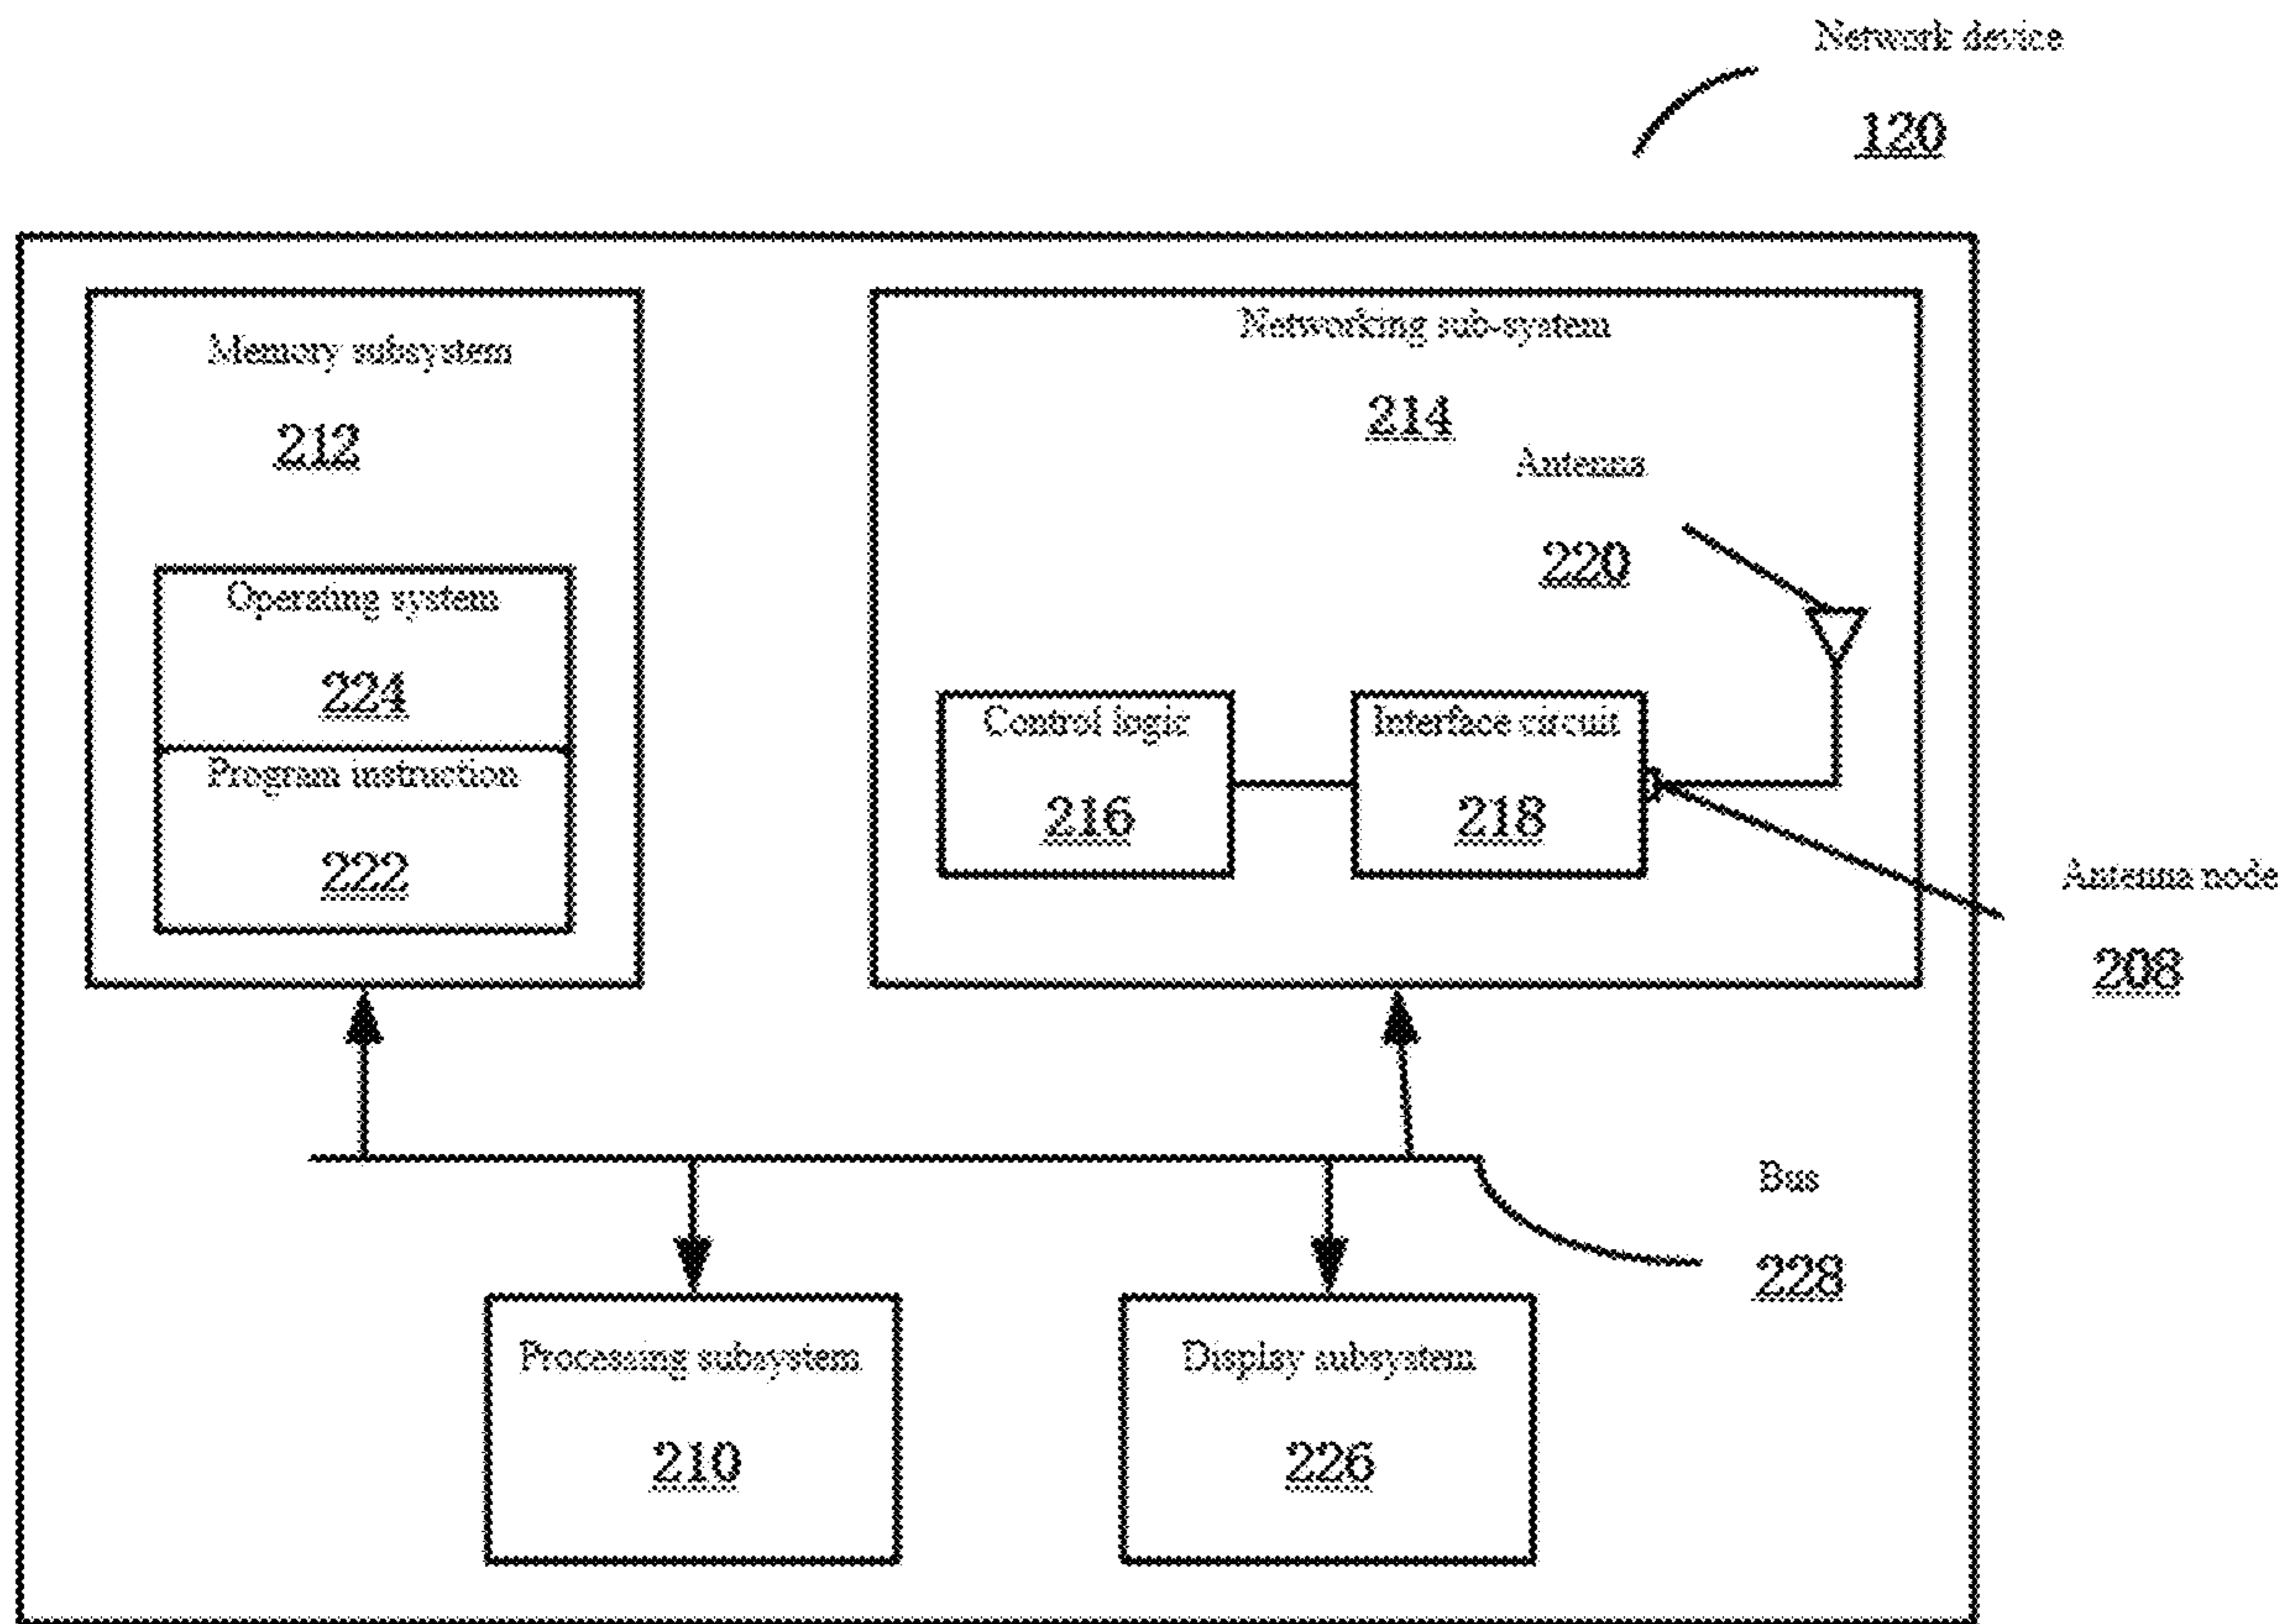 Network device
120
Memory subsystem
212
Operating system
224
Program instruction
222
Networking sub-system
214
Antenna
220
Control logic
216
Interface circuit
218
Antenna node
208
Bus
228
Processing subsystem
210
Display subsystem
226